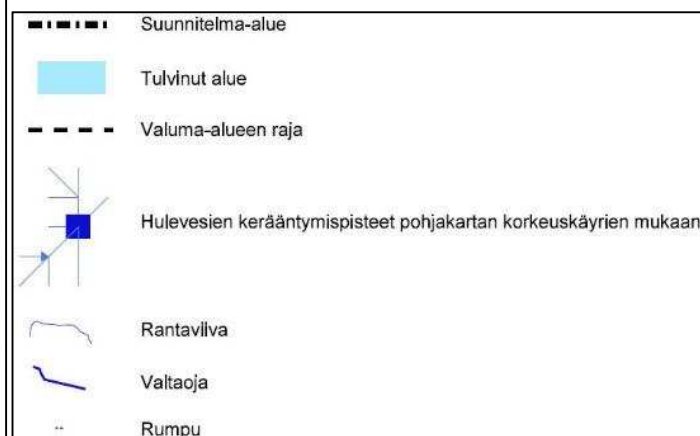 Suunnitelma-alue
Tulvinut alue
Valuma-alueen raja
Hulevesien kerääntymispisteet pohjakartan korkeuskäyrien mukaan
Rantaviiva
Valtaoja
Rumpu